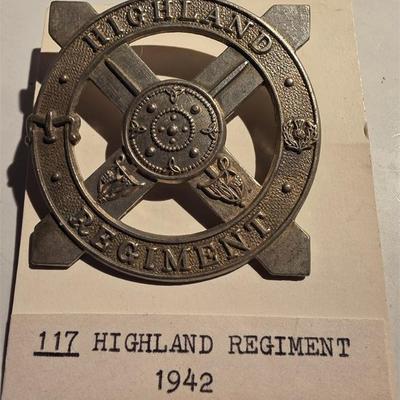 HIGHLAND
REGIMENT
117 HIGHLAND REGIMENT
1942